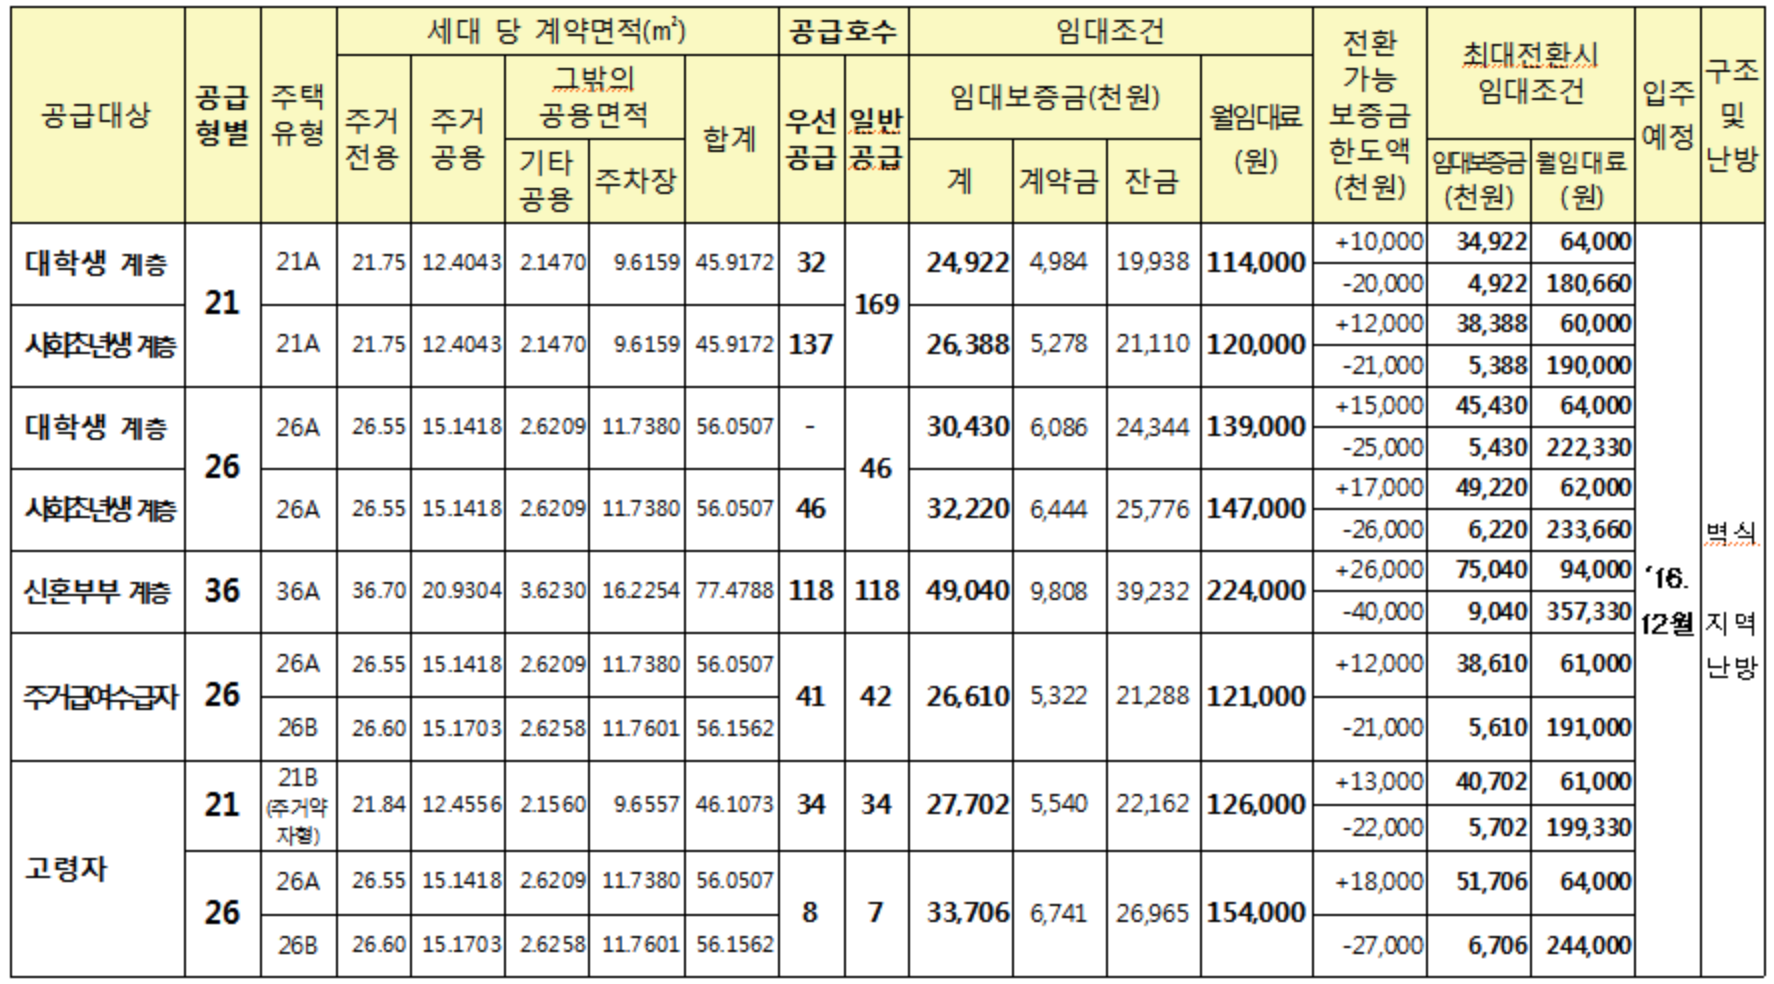 세대 당 계약면적(㎡) 공급호수 임대조건
공급대상 공급형별 주택유형 주거전용 주거공용 그밖의 공용면적 합계 우선공급 일반공급 임대보증금(천원) 월임대료(원) 전환가능보증금한도액(천원) 최대전환시 임대조건 입주예정 구조 및 난방
기타공용 주차장 계 계약금 잔금 임대보증금(천원) 월임대료(원)
대학생 계층 21 21A 21.75 12.4043 2.1470 9.6159 45.9172 32 169 24,922 4,984 19,938 114,000 +10,000 34,922 64,000
-20,000 4,922 180,660
사회초년생 계층 21A 21.75 12.4043 2.1470 9.6159 45.9172 137 26,388 5,278 21,110 120,000 +12,000 38,388 60,000
-21,000 5,388 190,000
대학생 계층 26 26A 26.55 15.1418 2.6209 11.7380 56.0507 - 46 30,430 6,086 24,344 139,000 +15,000 45,430 64,000
-25,000 5,430 222,330
사회초년생 계층 26A 26.55 15.1418 2.6209 11.7380 56.0507 46 32,220 6,444 25,776 147,000 +17,000 49,220 62,000
-26,000 6,220 233,660
신혼부부 계층 36 36A 36.70 20.9304 3.6230 16.2254 77.4788 118 118 49,040 9,808 39,232 224,000 +26,000 75,040 94,000
-40,000 9,040 357,330
'16.12월 벽식 지역난방
주거급여수급자 26 26A 26.55 15.1418 2.6209 11.7380 56.0507 41 42 26,610 5,322 21,288 121,000 +12,000 38,610 61,000
26B 26.60 15.1703 2.6258 11.7601 56.1562 -21,000 5,610 191,000
고령자 21 21B (주거약자형) 21.84 12.4556 2.1560 9.6557 46.1073 34 34 27,702 5,540 22,162 126,000 +13,000 40,702 61,000
-22,000 5,702 199,330
26 26A 26.55 15.1418 2.6209 11.7380 56.0507 8 7 33,706 6,741 26,965 154,000 +18,000 51,706 64,000
26B 26.60 15.1703 2.6258 11.7601 56.1562 -27,000 6,706 244,000